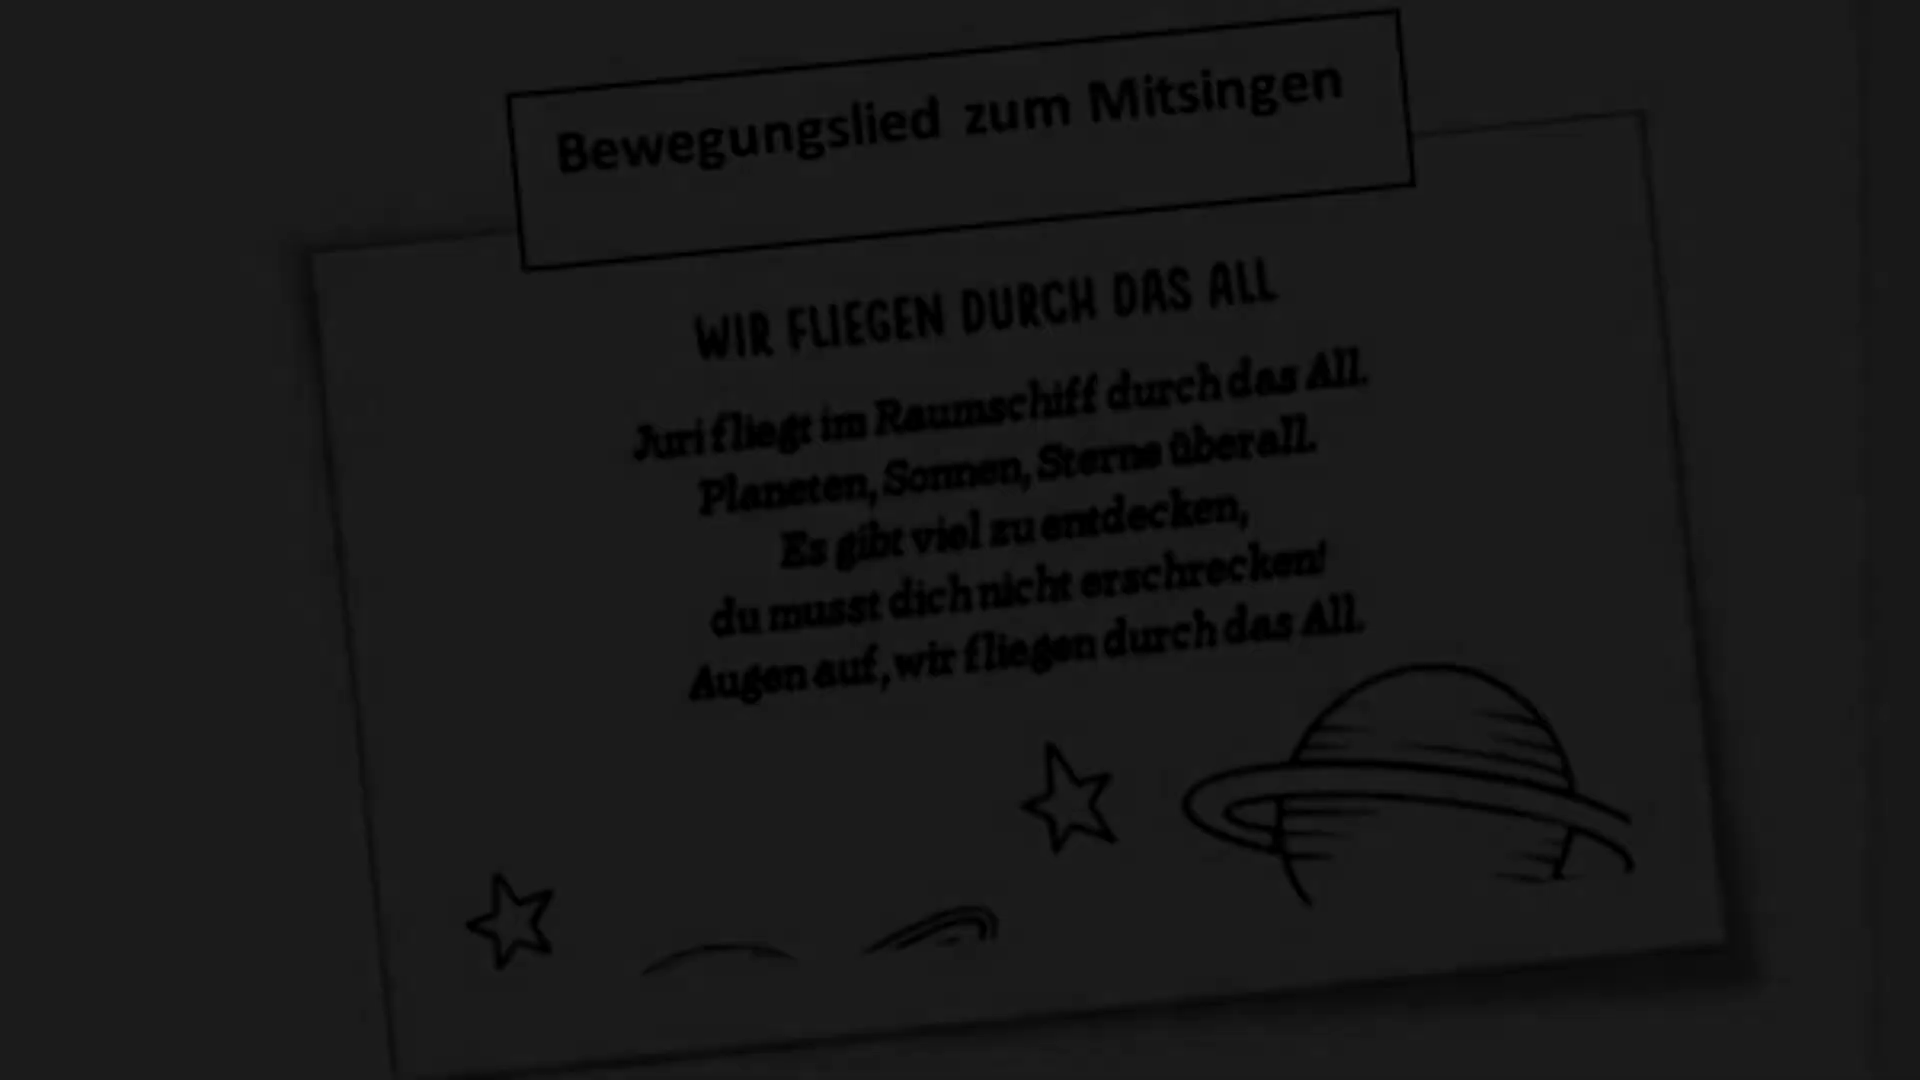 Bewegungslied zum Mitsingen
WIR FLIEGEN DURCH DAS ALL
Juri fliegt im Raumschiff durch das All.
Planeten, Sonnen, Sterne überall.
Es gibt viel zu entdecken,
du musst dich nicht erschrecken!
Augen auf, wir fliegen durch das All.